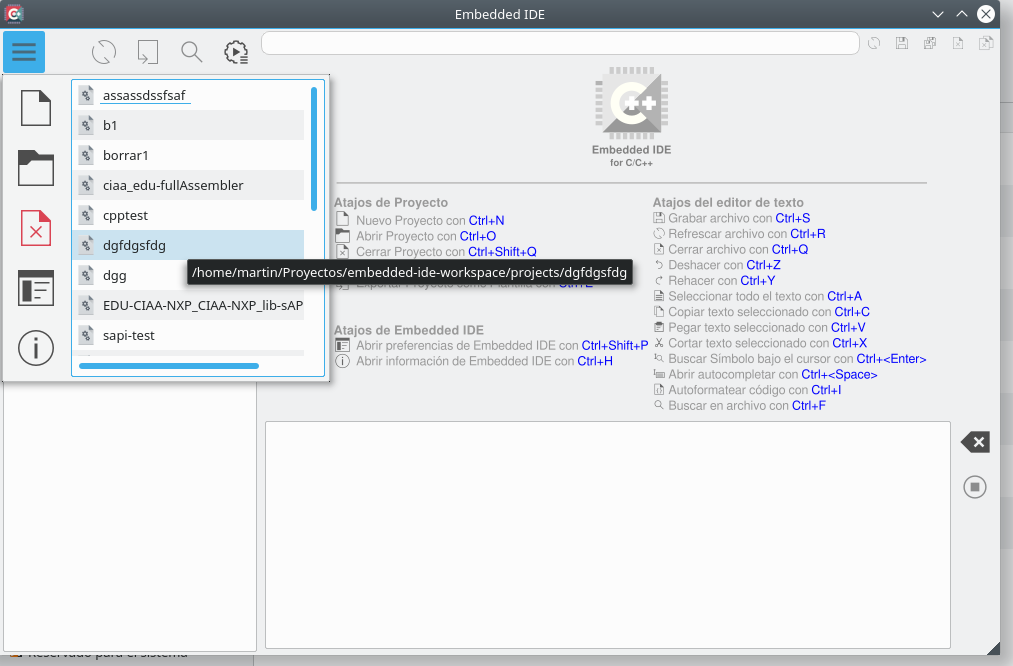 Embedded IDE
assassdssfsaf
b1
borrar1
ciaa_edu-fullAssembler
cpptest
dgfdgsfdg
dgg
EDU-CIAA-NXP_CIAA-NXP_lib-sAP
sapi-test
/home/martin/Proyectos/embedded-ide-workspace/projects/dgfdgsfdg
Embedded IDE
for C/C++
Atajos de Proyecto
Nuevo Proyecto con Ctrl+N
Abrir Proyecto con Ctrl+O
Cerrar Proyecto con Ctrl+Shift+Q
Exportar Proyecto como Plantilla con
Atajos de Embedded IDE
Abrir preferencias de Embedded IDE con Ctrl+Shift+P
Abrir información de Embedded IDE con Ctrl+H
Atajos del editor de texto
Grabar archivo con Ctrl+S
Refrescar archivo con Ctrl+R
Cerrar archivo con Ctrl+Q
Deshacer con Ctrl+Z
Rehacer con Ctrl+Y
Seleccionar todo el texto con Ctrl+A
Copiar texto seleccionado con Ctrl+C
Pegar texto seleccionado con Ctrl+V
Cortar texto seleccionado con Ctrl+X
Buscar Símbolo bajo el cursor con Ctrl+<Enter>
Abrir autocompletar con Ctrl+<Space>
Autoformatear código con Ctrl+I
Buscar en archivo con Ctrl+F
Reservado para el sistema